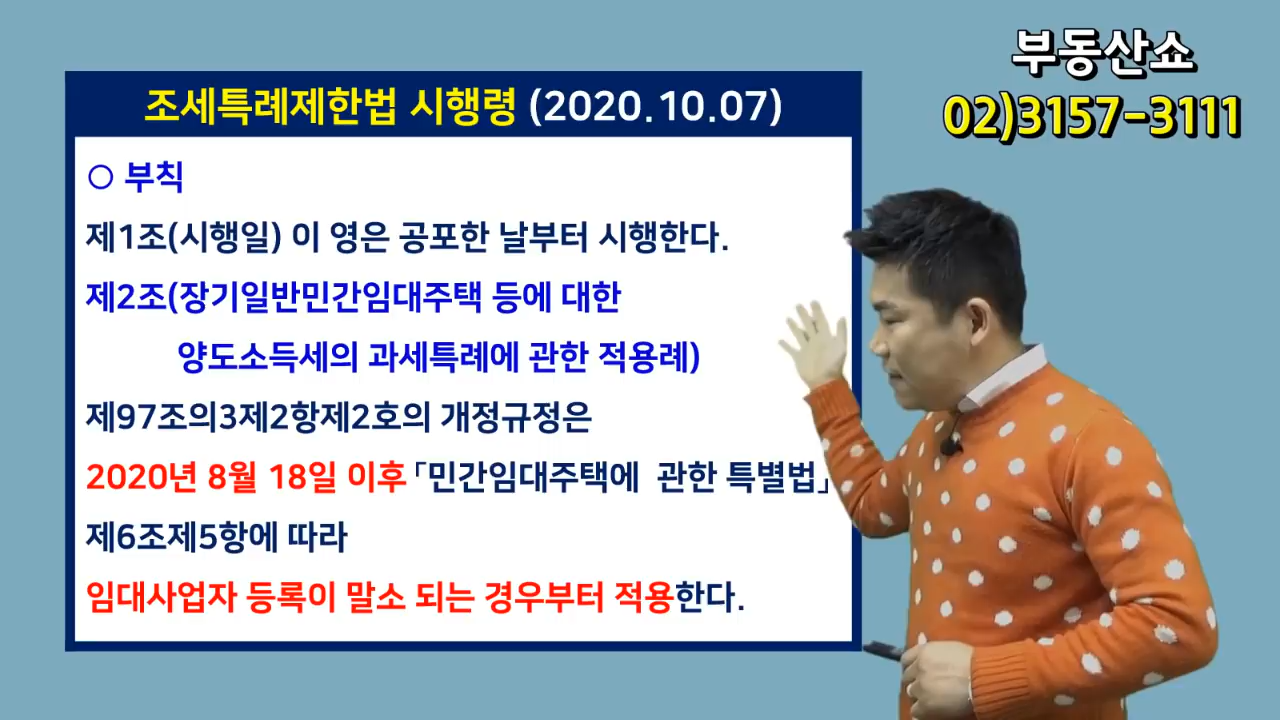 부동산쇼
02)3157-3111
조세특례제한법 시행령 (2020.10.07)
○ 부칙
제1조(시행일) 이 영은 공포한 날부터 시행한다.
제2조(장기일반민간임대주택 등에 대한
양도소득세의 과세특례에 관한 적용례)
제97조의3제2항제2호의 개정규정은
2020년 8월 18일 이후 「민간임대주택에 관한 특별법」
제6조제5항에 따라
임대사업자 등록이 말소 되는 경우부터 적용한다.